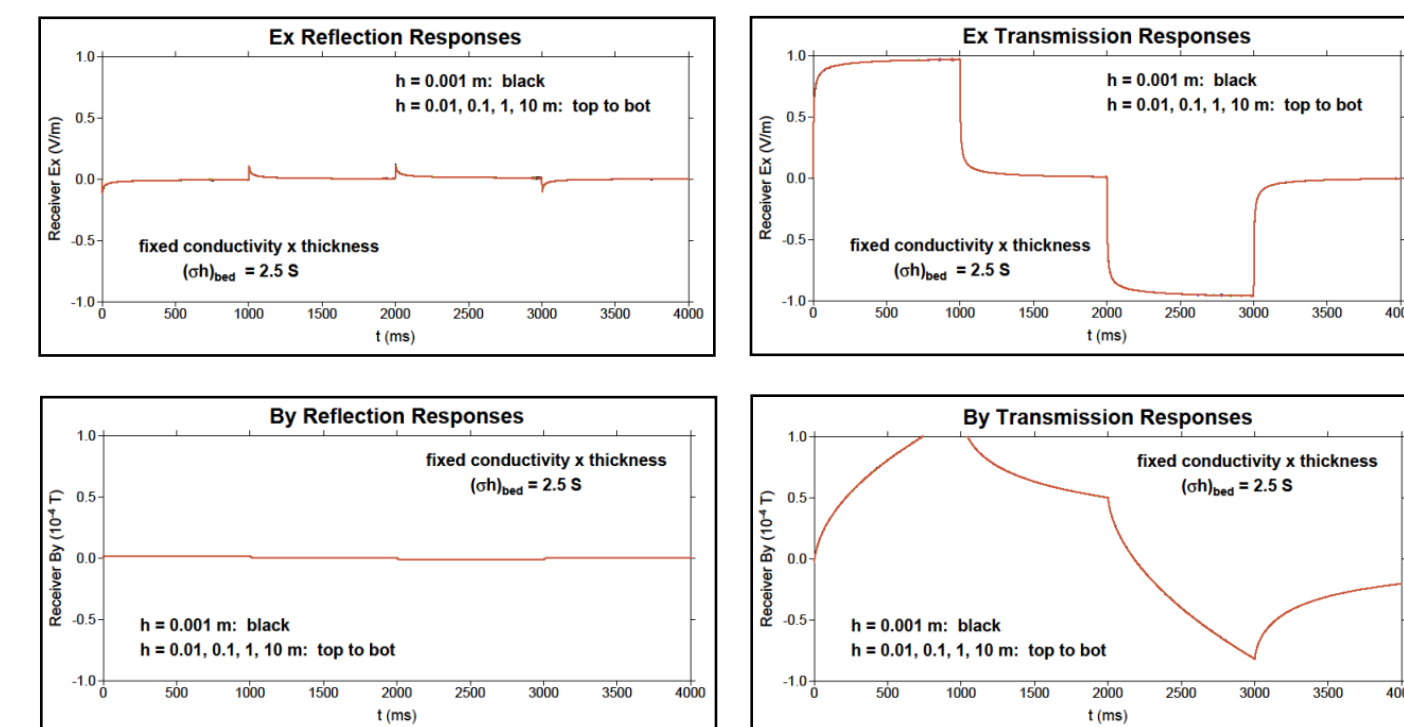 Ex Reflection Responses
1.0
0.5
0.0
-0.5
-1.0
Receiver Ex (V/m)
h = 0.001 m: black
h = 0.01, 0.1, 1, 10 m: top to bot
fixed conductivity x thickness
(σh)bed = 2.5 S
0 500 1000 1500 2000 2500 3000 3500 4000
t (ms)
Ex Transmission Responses
1.0
0.5
0.0
-0.5
-1.0
Receiver Ex (V/m)
h = 0.001 m: black
h = 0.01, 0.1, 1, 10 m: top to bot
fixed conductivity x thickness
(σh)bed = 2.5 S
0 500 1000 1500 2000 2500 3000 3500 400
t (ms)
By Reflection Responses
1.0
0.5
0.0
-0.5
-1.0
Receiver By (10-4 T)
fixed conductivity x thickness
(σh)bed = 2.5 S
h = 0.001 m: black
h = 0.01, 0.1, 1, 10 m: top to bot
0 500 1000 1500 2000 2500 3000 3500 4000
t (ms)
By Transmission Responses
1.0
0.5
0.0
-0.5
-1.0
Receiver By (10-4 T)
fixed conductivity x thickness
(σh)bed = 2.5 S
h = 0.001 m: black
h = 0.01, 0.1, 1, 10 m: top to bot
0 500 1000 1500 2000 2500 3000 3500 400
t (ms)